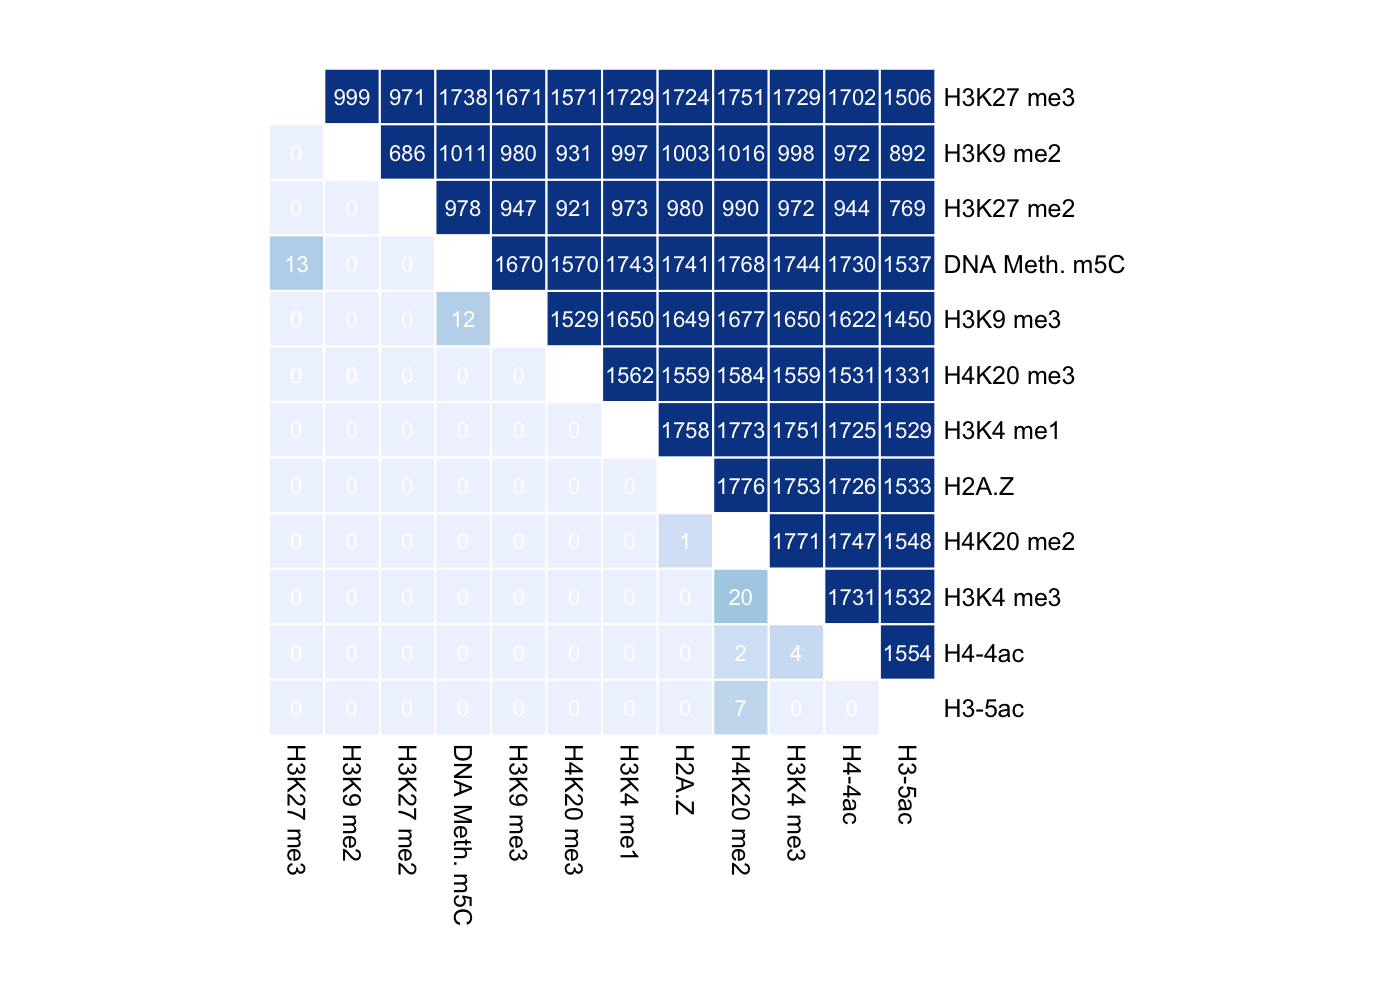 999 971 1738 1671 1571 1729 1724 1751 1729 1702 1506 H3K27 me3
0 686 1011 980 931 997 1003 1016 998 972 892 H3K9 me2
0 0 978 947 921 973 980 990 972 944 769 H3K27 me2
13 0 0 1670 1570 1743 1741 1768 1744 1730 1537 DNA Meth. m5C
0 0 0 12 1529 1650 1649 1677 1650 1622 1450 H3K9 me3
0 0 0 0 0 1562 1559 1584 1559 1531 1331 H4K20 me3
0 0 0 0 0 0 1758 1773 1751 1725 1529 H3K4 me1
0 0 0 0 0 0 0 1776 1753 1726 1533 H2A.Z
0 0 0 0 0 0 0 1 1771 1747 1548 H4K20 me2
0 0 0 0 0 0 0 0 20 1731 1532 H3K4 me3
0 0 0 0 0 0 0 0 2 4 1554 H4-4ac
0 0 0 0 0 0 0 0 7 0 0 H3-5ac
H3K27 me3
H3K9 me2
H3K27 me2
DNA Meth. m5C
H3K9 me3
H4K20 me3
H3K4 me1
H2A.Z
H4K20 me2
H3K4 me3
H4-4ac
H3-5ac